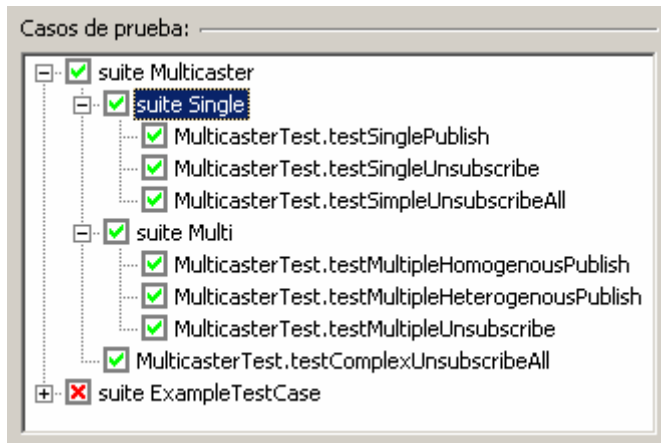 Casos de prueba:
suite Multicaster
suite Single
MulticasterTest.testSinglePublish
MulticasterTest.testSingleUnsubscribe
MulticasterTest.testSimpleUnsubscribeAll
suite Multi
MulticasterTest.testMultipleHomogenousPublish
MulticasterTest.testMultipleHeterogenousPublish
MulticasterTest.testMultipleUnsubscribe
MulticasterTest.testComplexUnsubscribeAll
suite ExampleTestCase